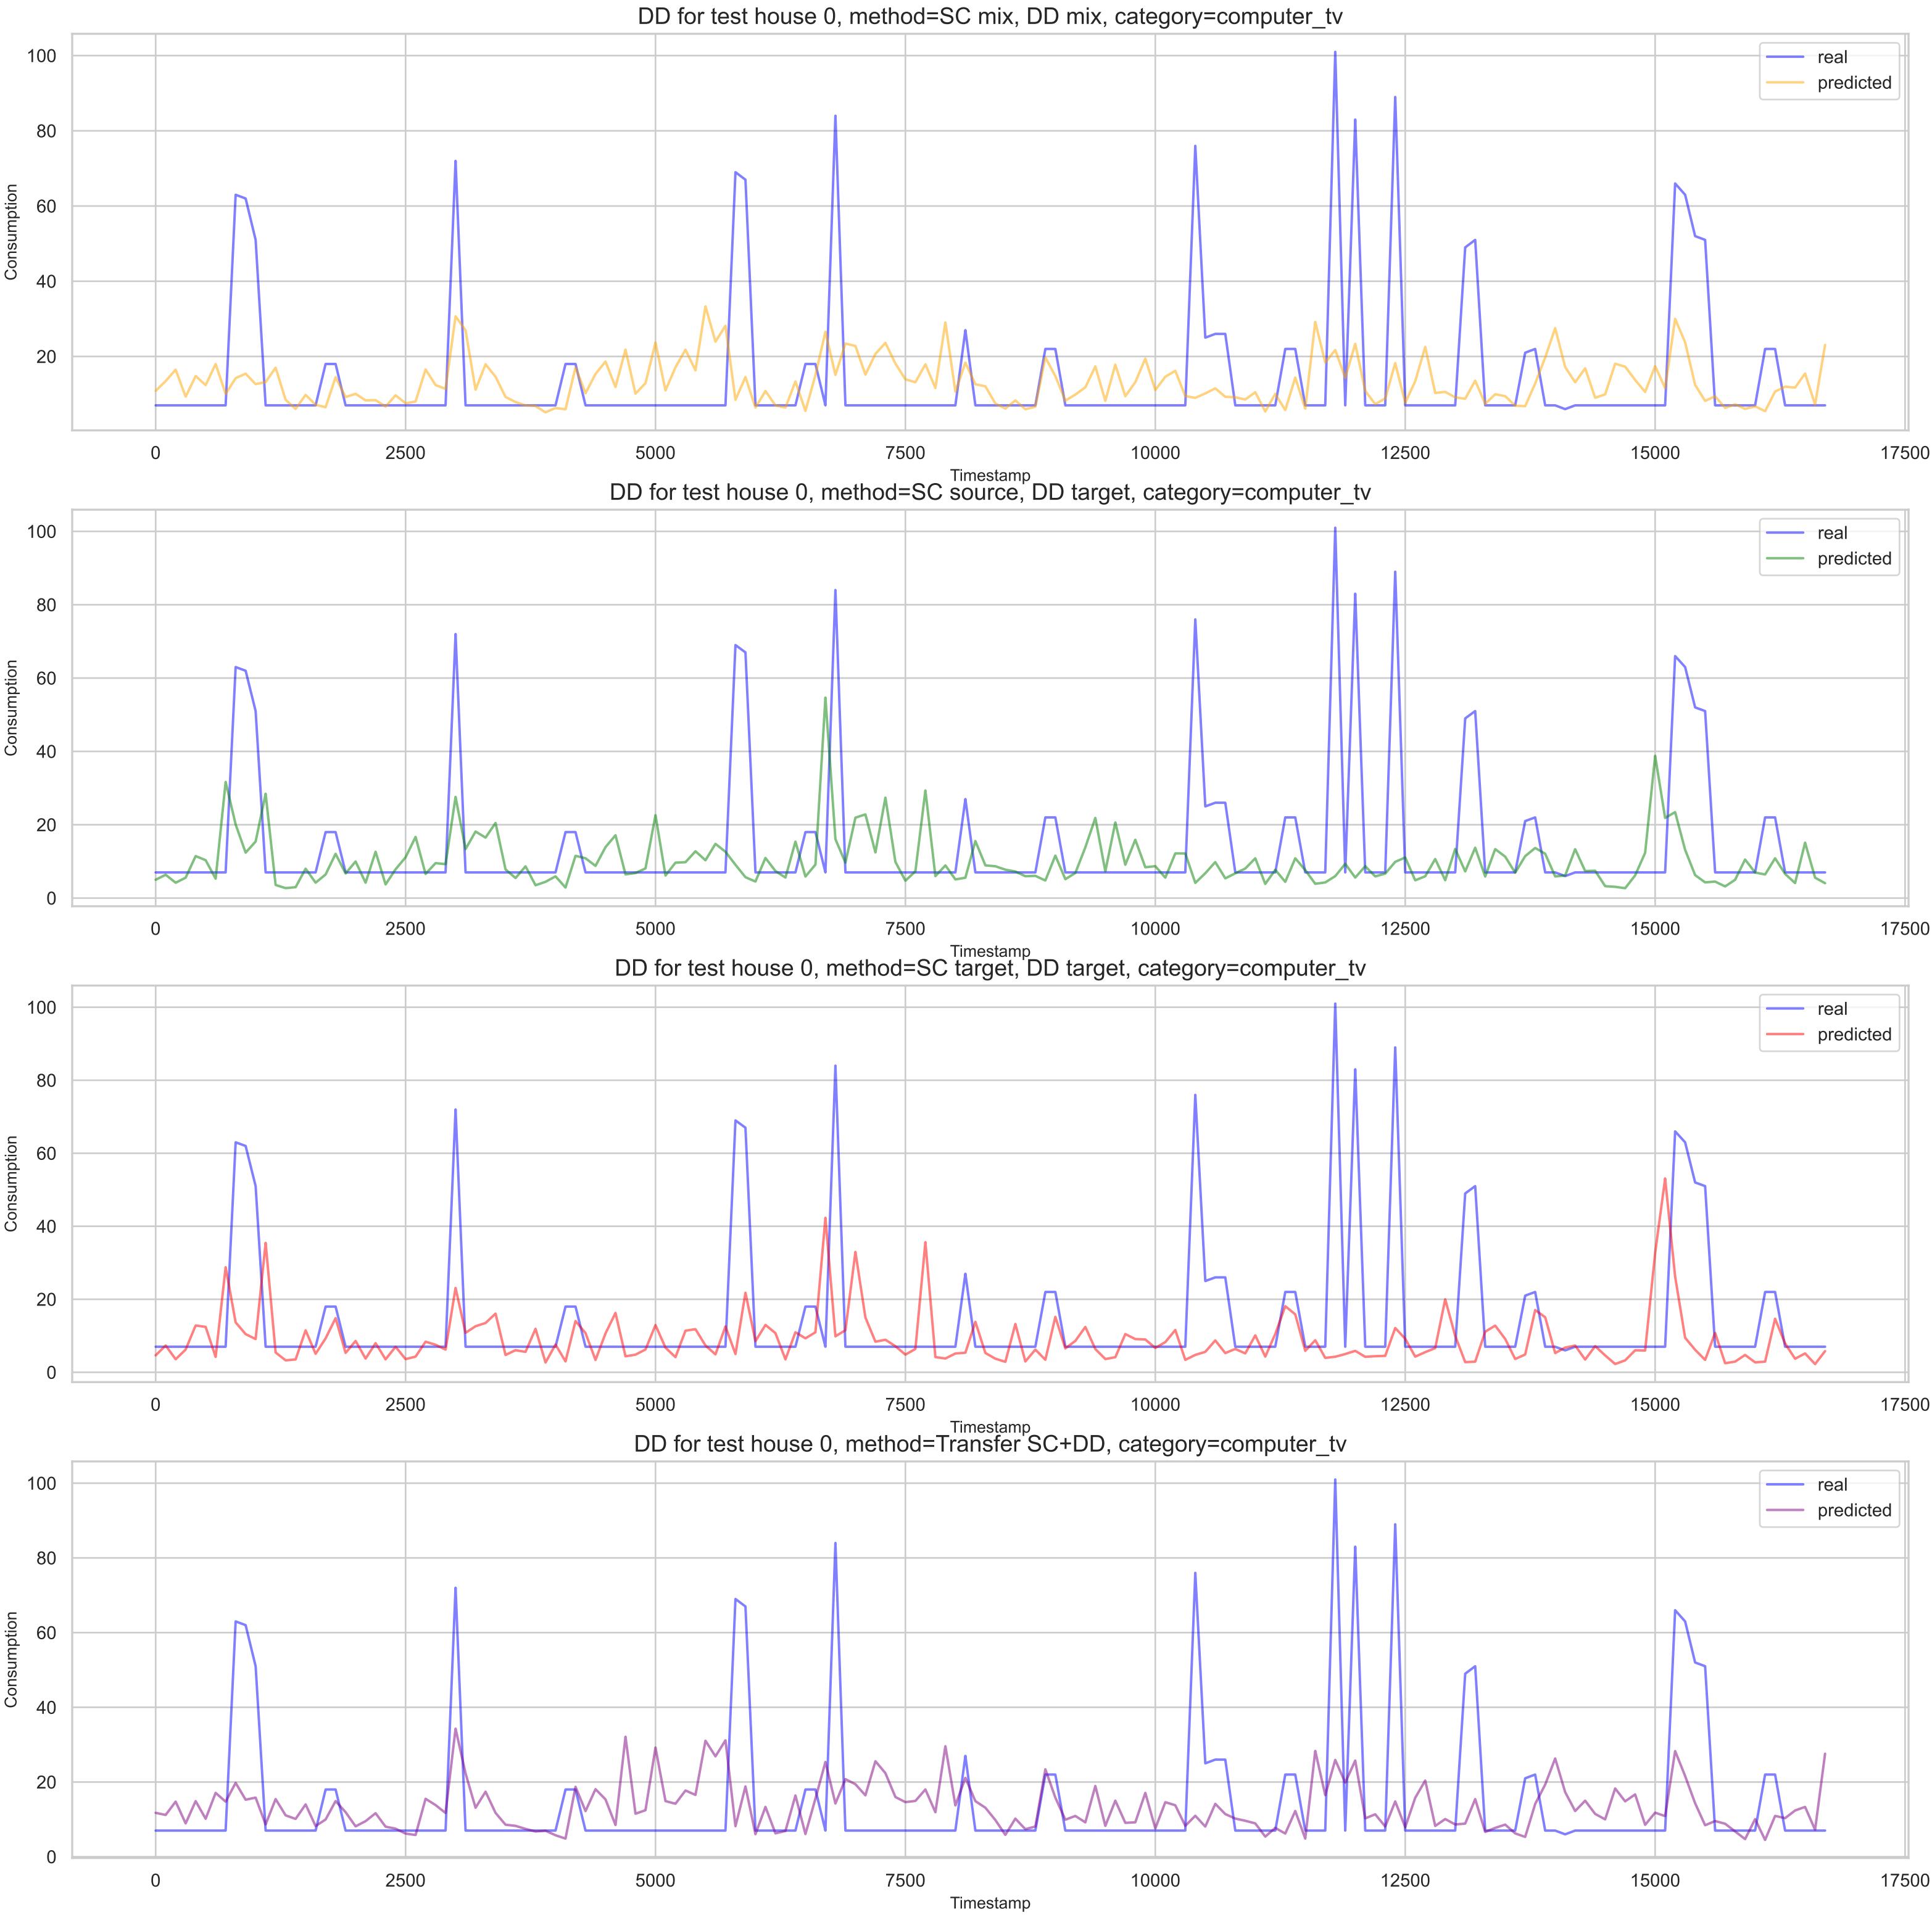 DD for test house 0, method=SC mix, DD mix, category=computer_tv
100
80
60
40
20
Consumption
real
predicted
0 2500 5000 7500 10000 12500 15000 17500
Timestamp
DD for test house 0, method=SC source, DD target, category=computer_tv
100
80
60
40
20
0
Consumption
real
predicted
0 2500 5000 7500 10000 12500 15000 17500
Timestamp
DD for test house 0, method=SC target, DD target, category=computer_tv
100
80
60
40
20
0
Consumption
real
predicted
0 2500 5000 7500 10000 12500 15000 17500
Timestamp
DD for test house 0, method=Transfer SC+DD, category=computer_tv
100
80
60
40
20
0
Consumption
real
predicted
0 2500 5000 7500 10000 12500 15000 17500
Timestamp